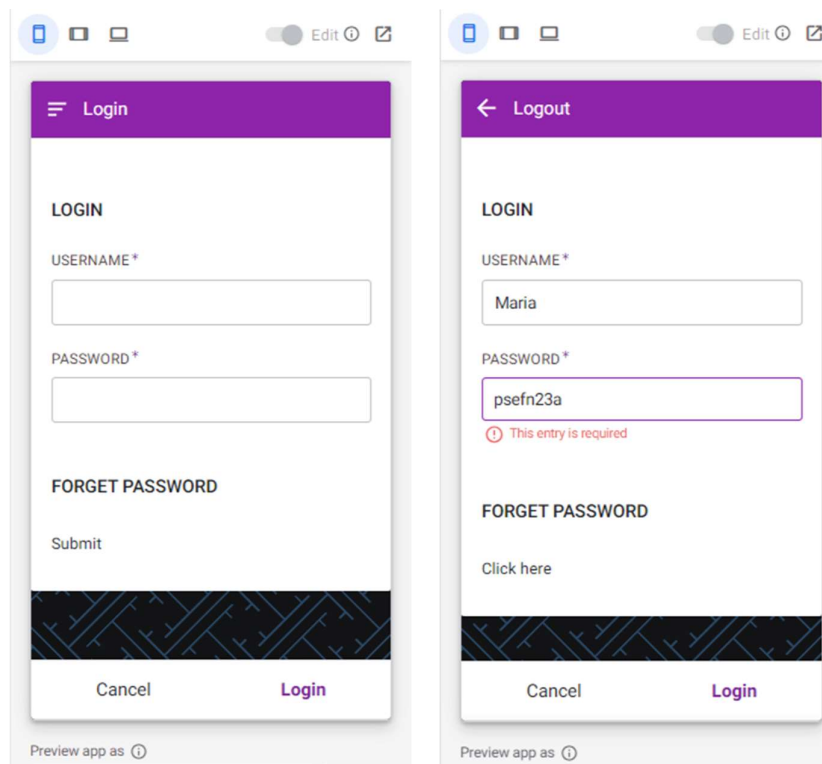 Edit
Login
LOGIN
USERNAME*
PASSWORD*
FORGET PASSWORD
Submit
Cancel Login
Preview app as
Edit
Logout
LOGIN
USERNAME*
Maria
PASSWORD*
psefn23a
This entry is required
FORGET PASSWORD
Click here
Cancel Login
Preview app as